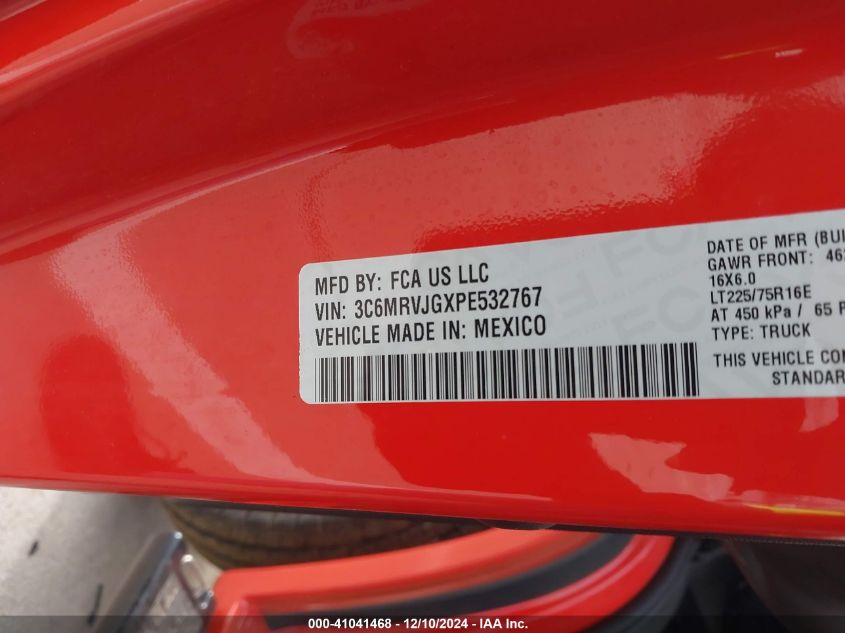 MFD BY: FCA US LLC
VIN: 3C6MRVJGXPE532767
VEHICLE MADE IN: MEXICO
DATE OF MFR
GAWR FRONT:
16X6.0
LT225/75R16E
AT 450 kPa / 65
TYPE: TRUCK
THIS VEHICLE
000-41041468 - 12/10/2024 - IAA Inc.